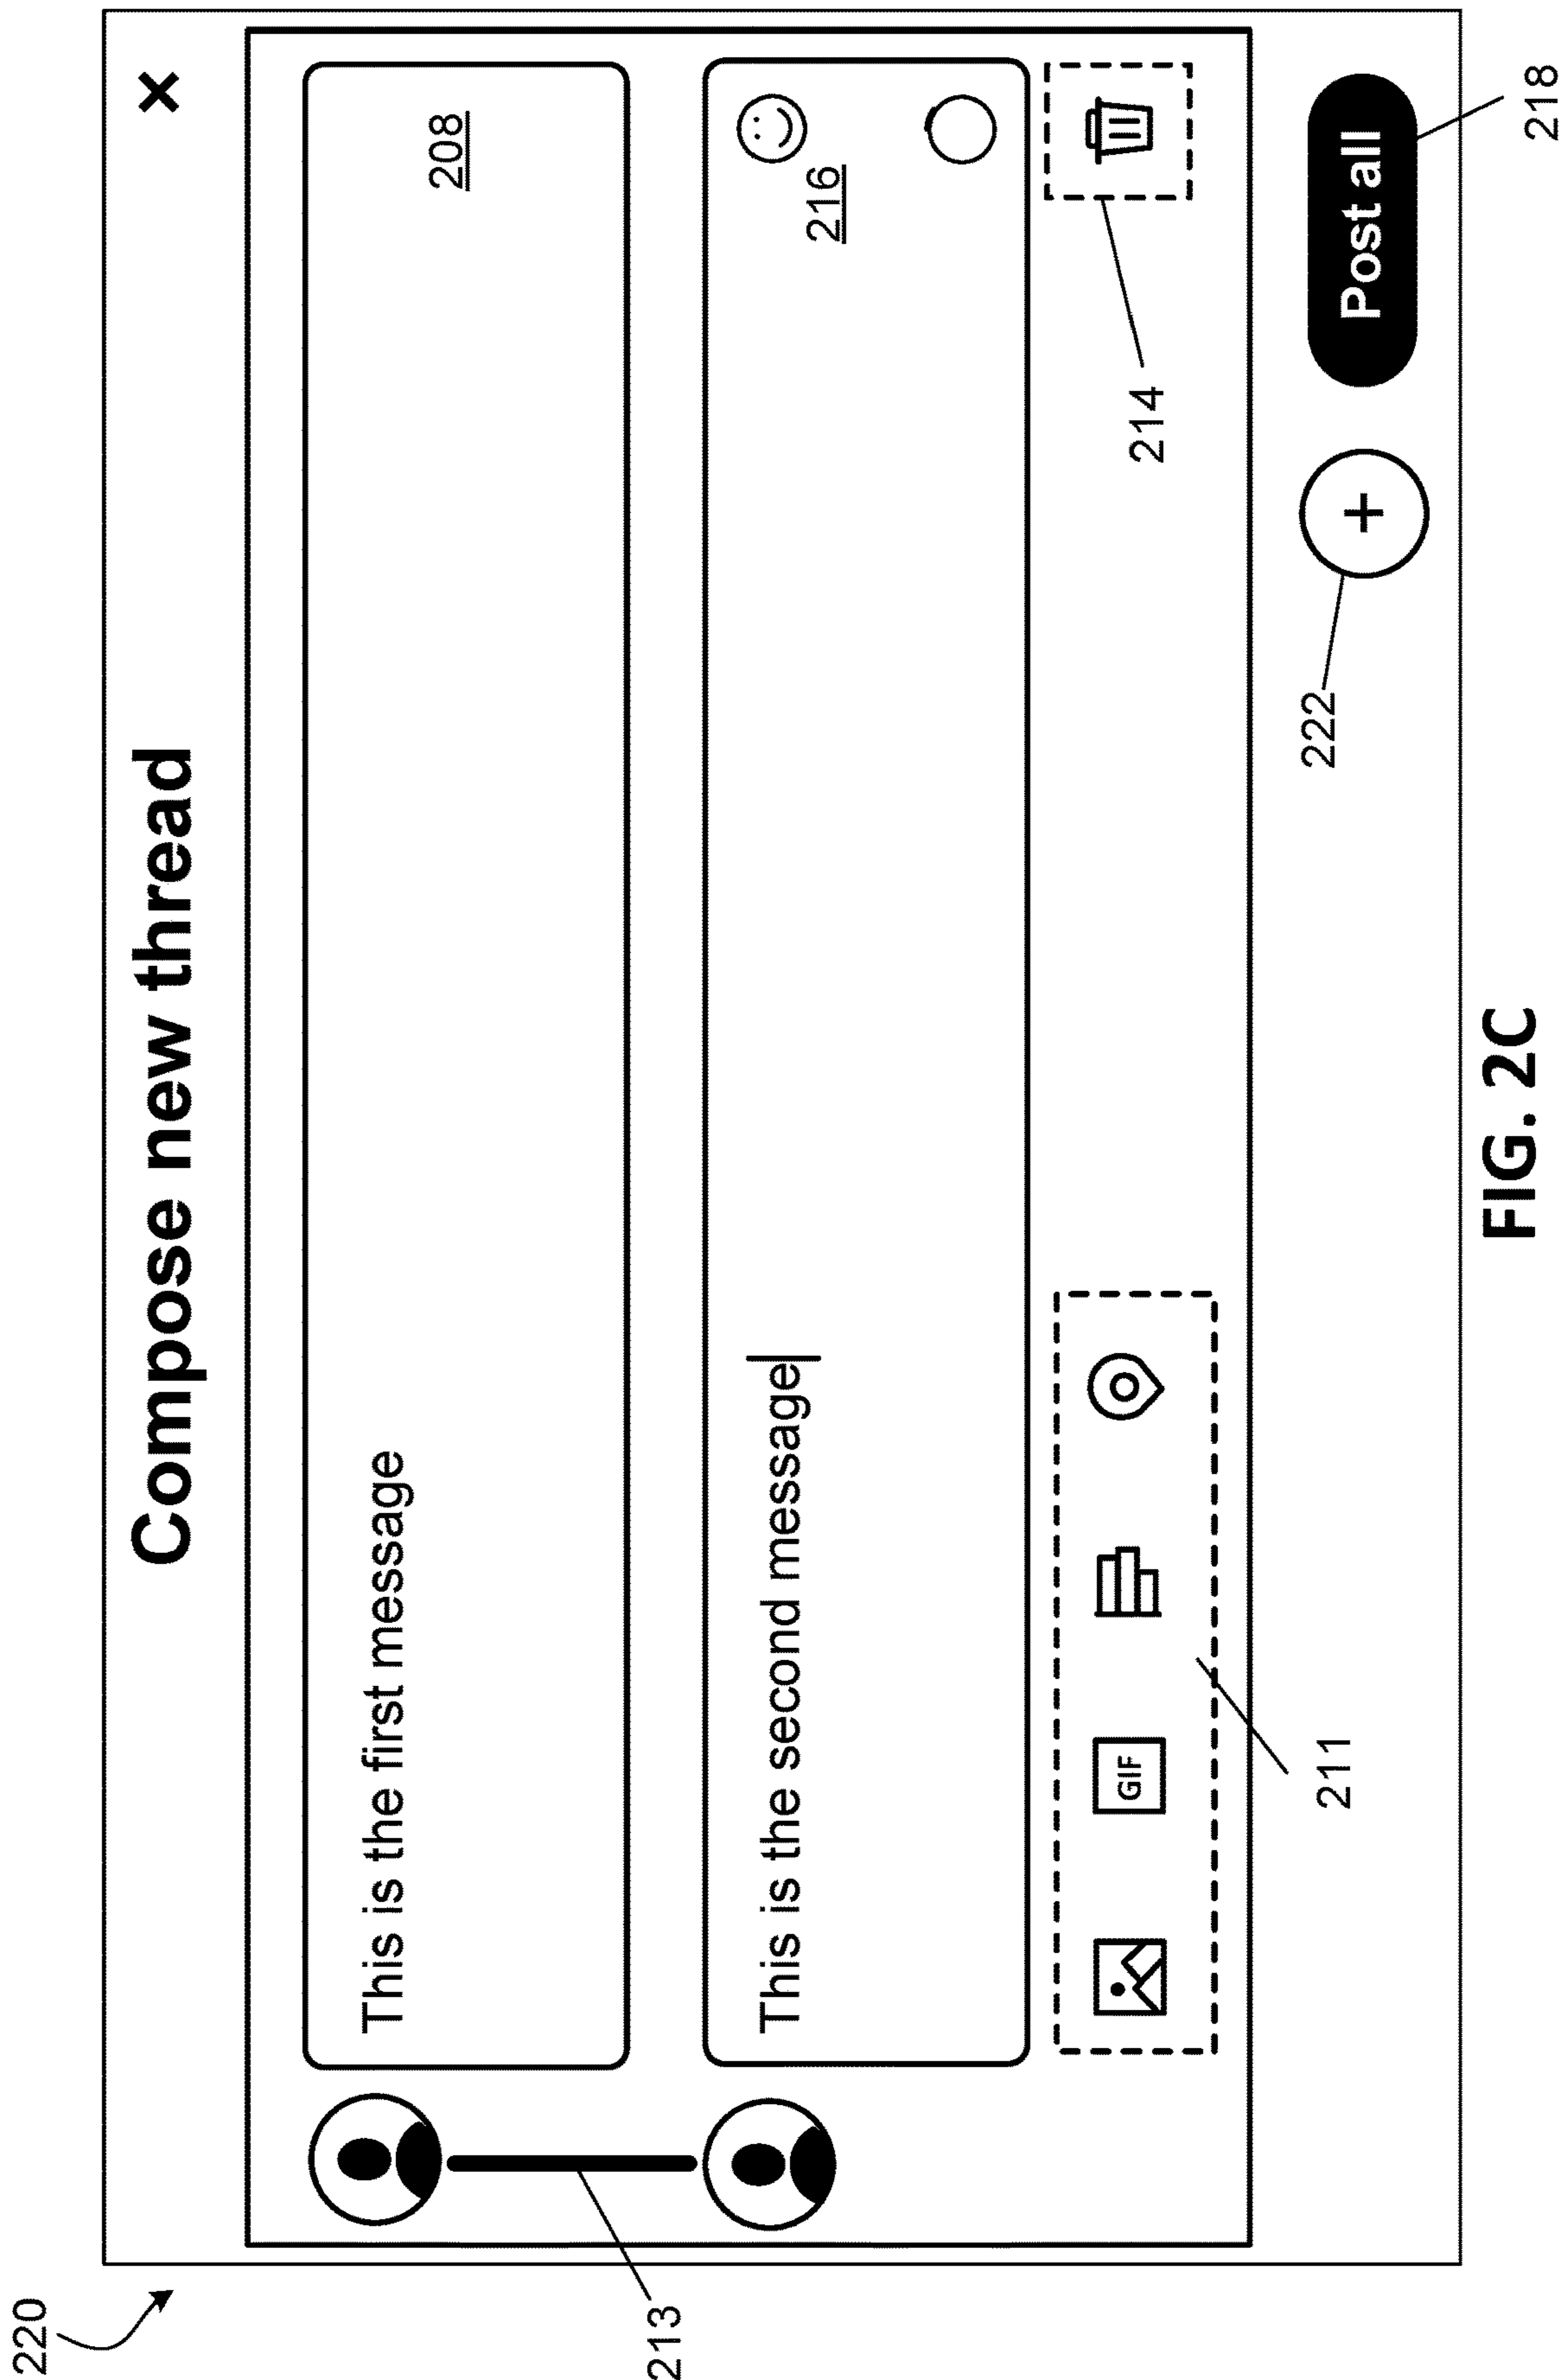 220
Compose new thread
×
This is the first message
208
213
This is the second message
216
GIF
211
214
222
+
Post all
218
FIG. 2C